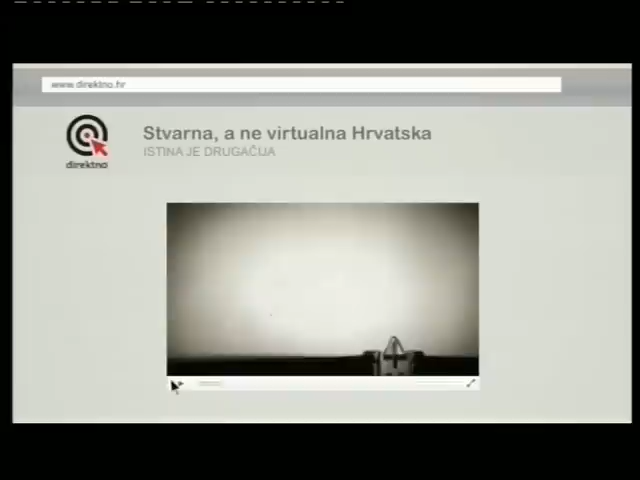 www.direktno.hr
Stvarna, a ne virtualna Hrvatska
ISTINA JE DRUGAČIJA
direktno